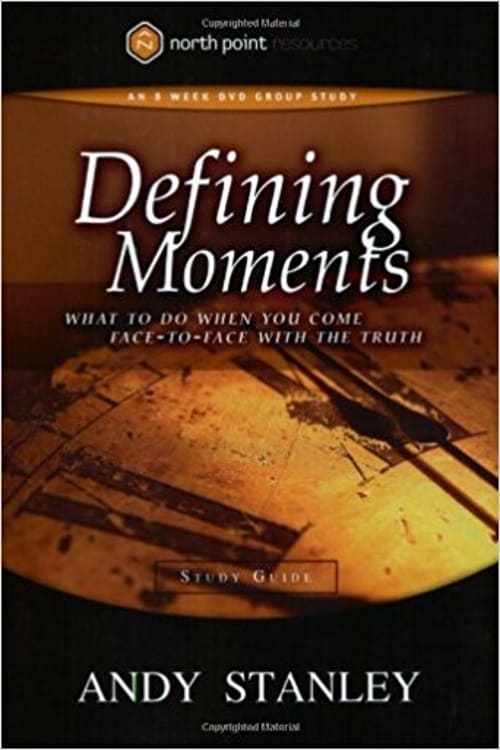 Copyrighted Material
north point resources
AN 8 WEEK DVD GROUP STUDY
Defining
Moments
WHAT TO DO WHEN YOU COME
FACE-TO-FACE WITH THE TRUTH
STUDY GUIDE
ANDY STANLEY
Copyrighted Material